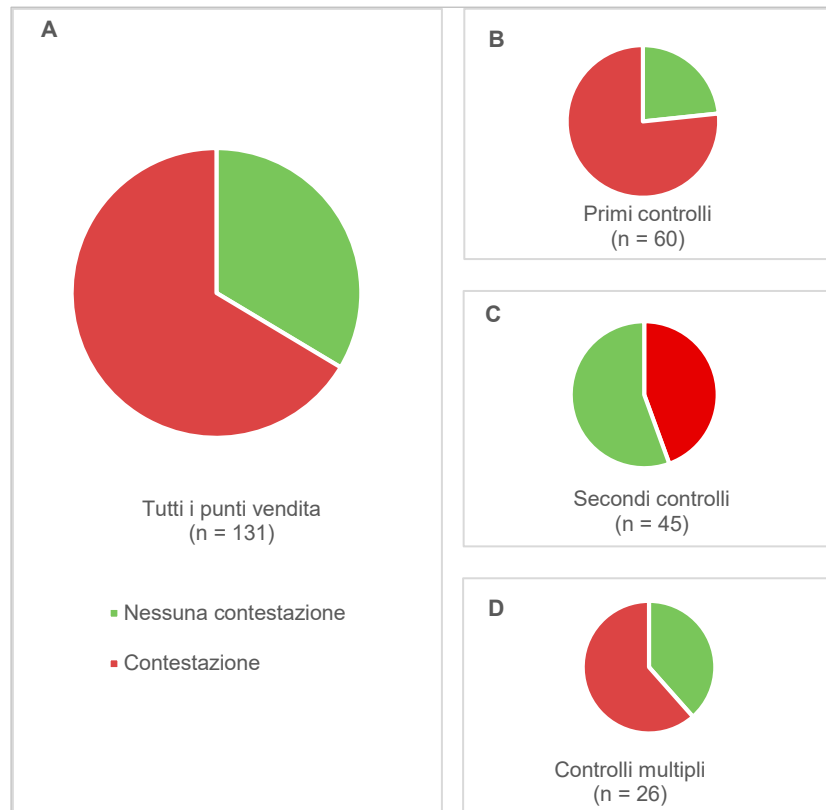 A
Tutti i punti vendita
(n = 131)
Nessuna contestazione
Contestazione
B
Primi controlli
(n = 60)
C
Secondi controlli
(n = 45)
D
Controlli multipli
(n = 26)